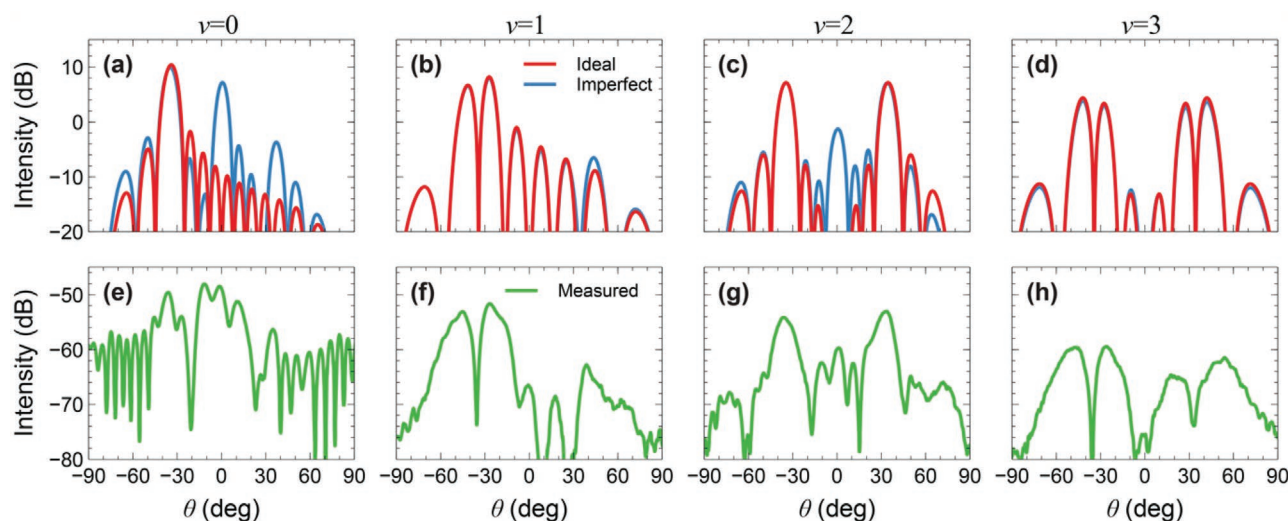 v=0 v=1 v=2 v=3
Intensity (dB)
10
0
−10
−20
(a)
(b)
Ideal
Imperfect
(c)
(d)
Intensity (dB)
−50
−60
−70
−80
(e)
(f)
Measured
(g)
(h)
−90 −60 −30 0 30 60 90
−90 −60 −30 0 30 60 90
−90 −60 −30 0 30 60 90
−90 −60 −30 0 30 60 90
θ (deg) θ (deg) θ (deg) θ (deg)